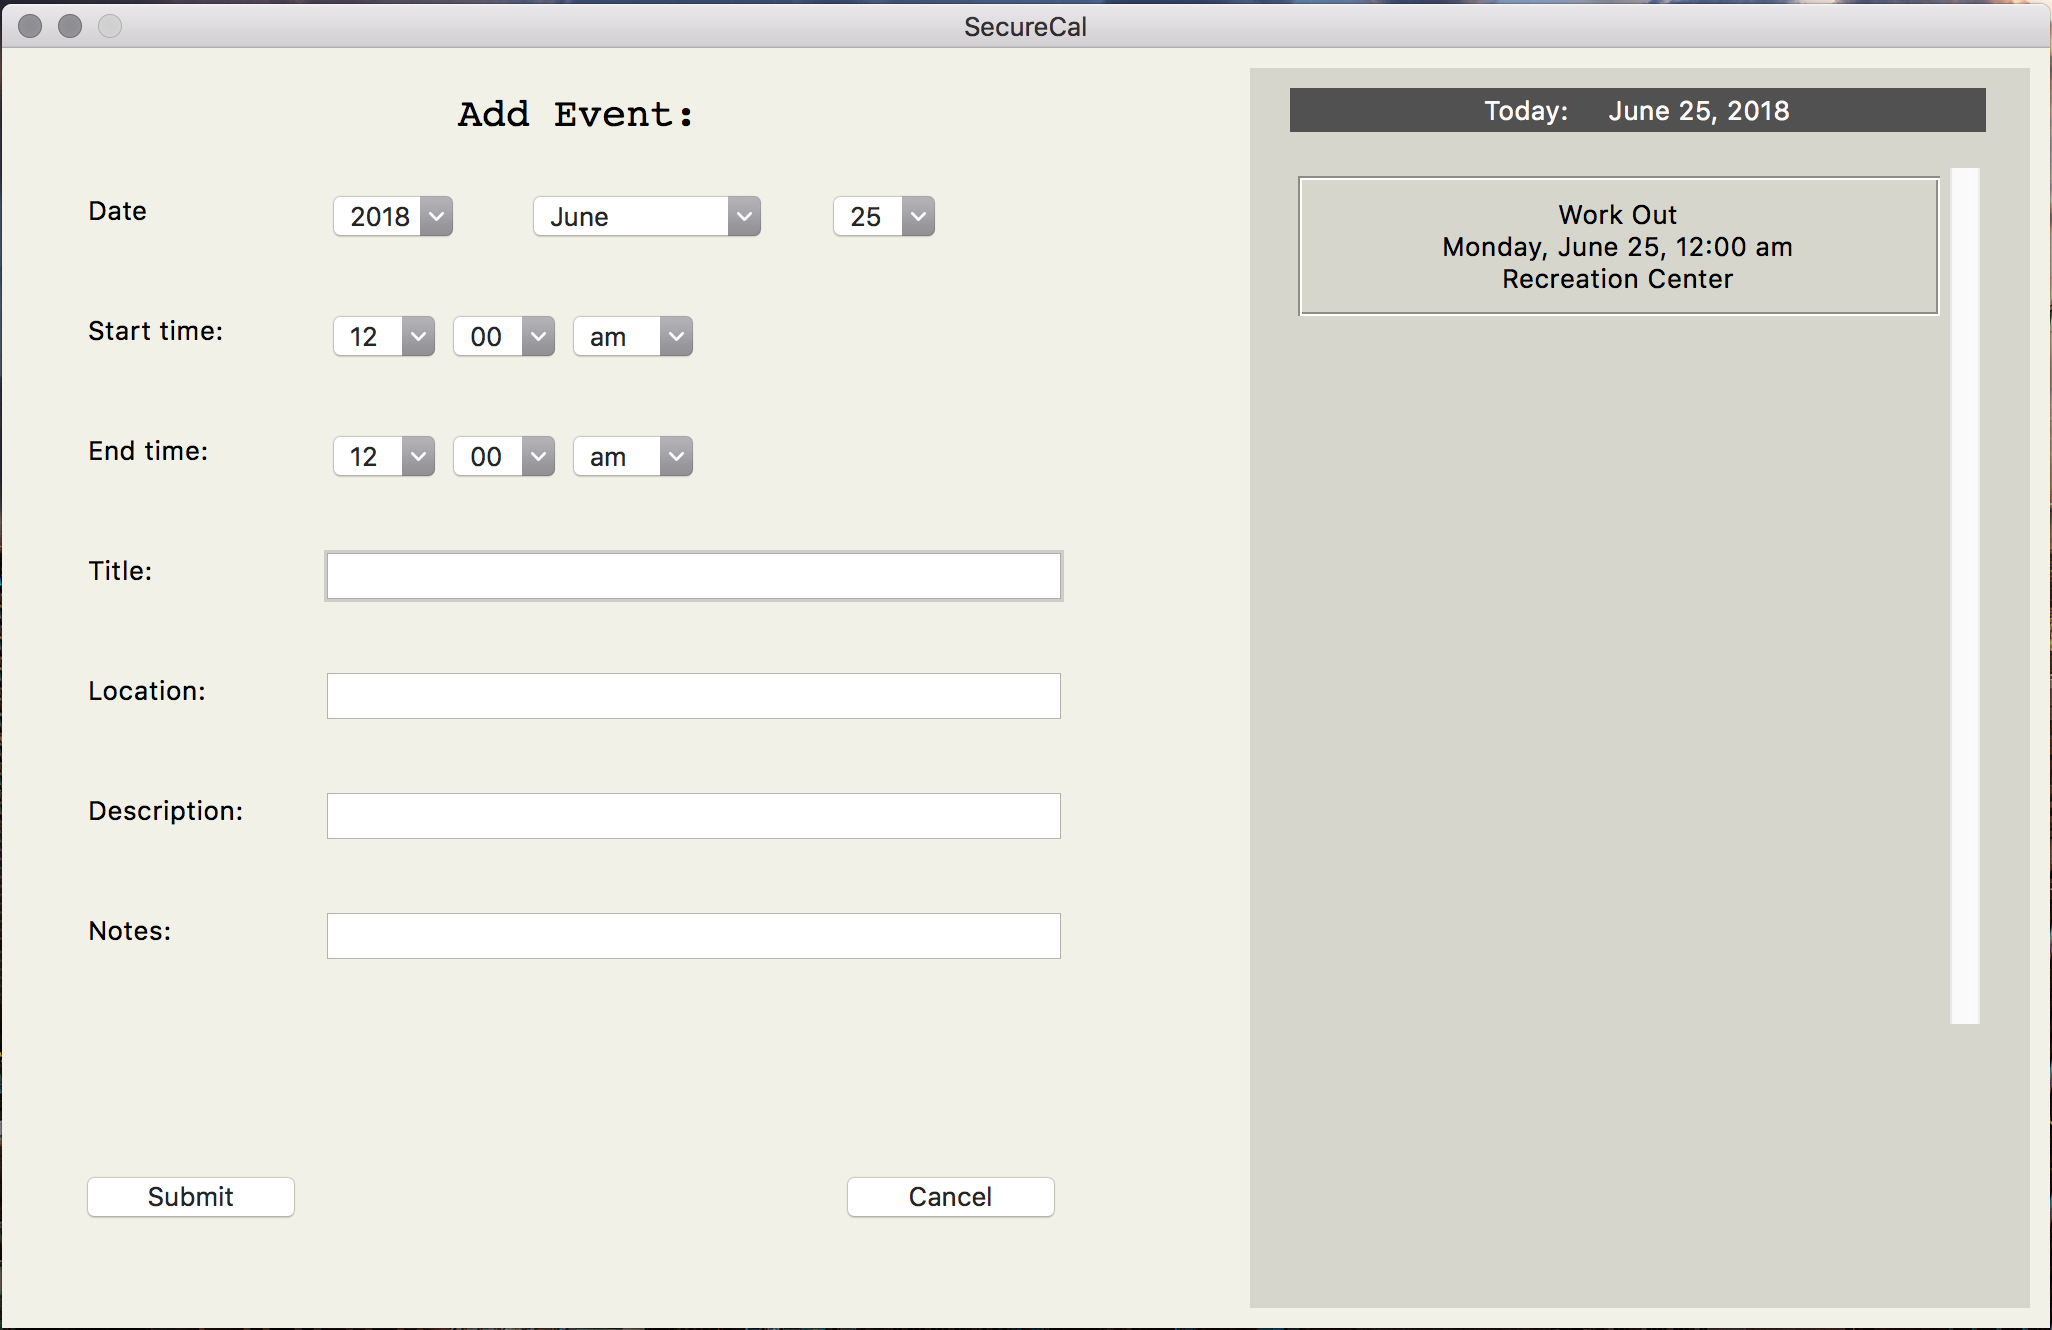 SecureCal
Add Event:
Date 2018 June 25
Start time: 12 00 am
End time: 12 00 am
Title:
Location:
Description:
Notes:
Submit Cancel
Today: June 25, 2018
Work Out
Monday, June 25, 12:00 am
Recreation Center